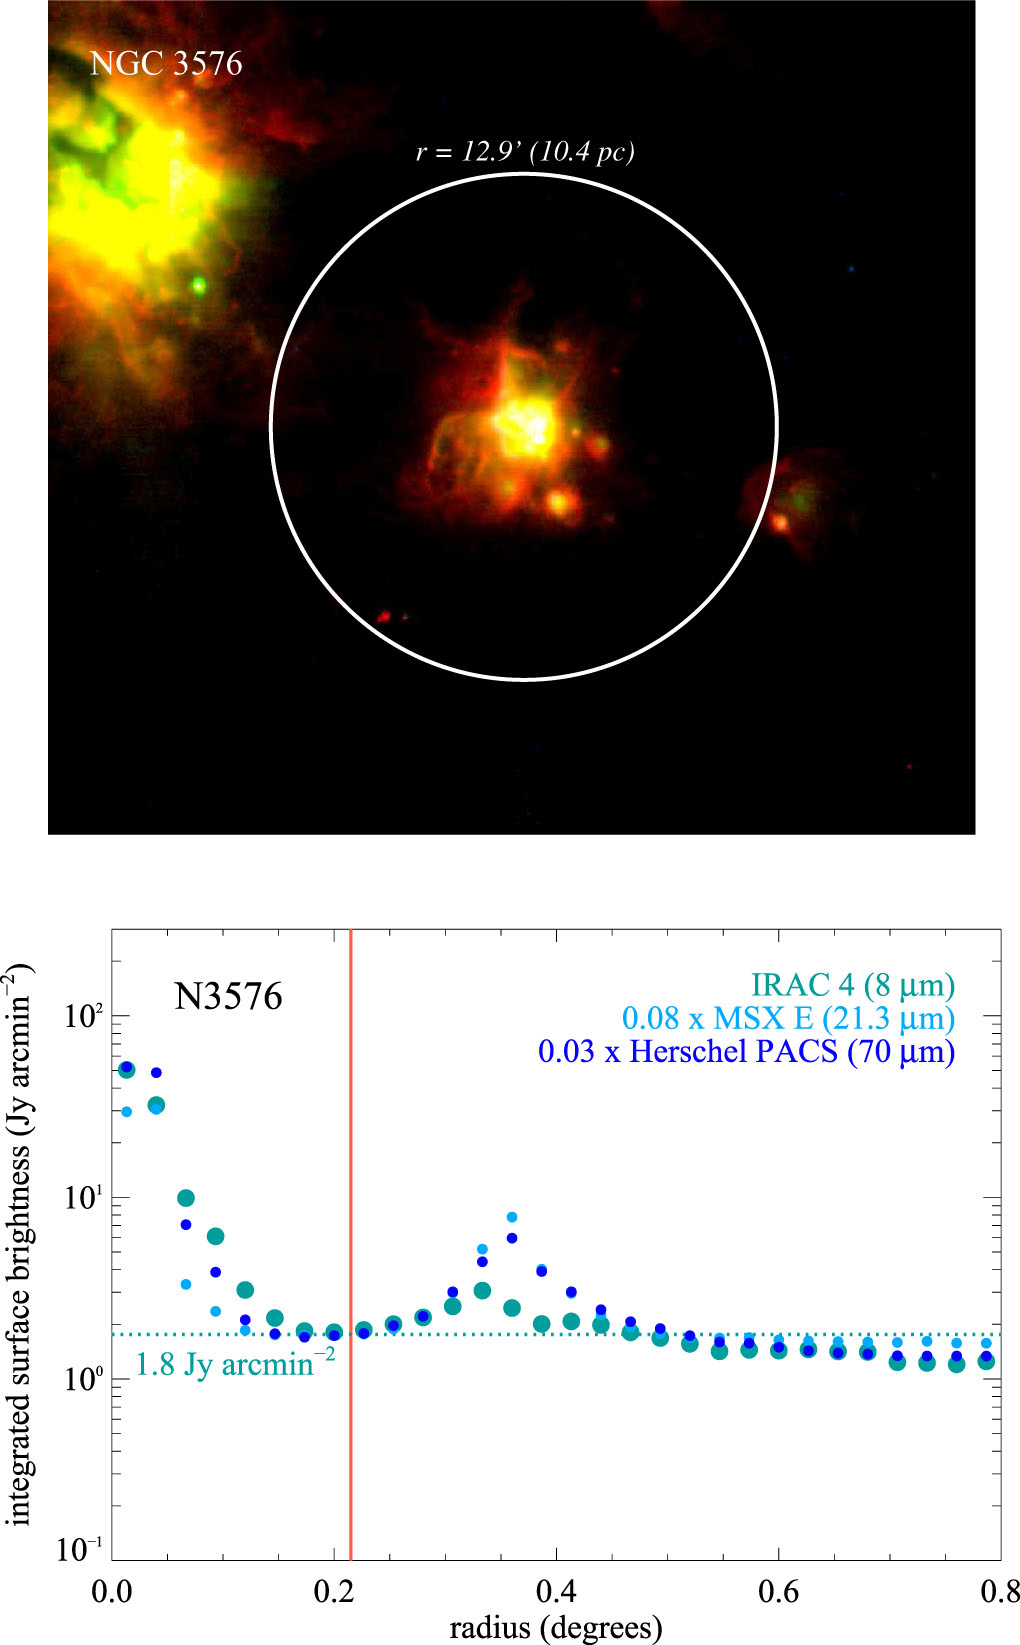 NGC 3576
r = 12.9’ (10.4 pc)
N3576
IRAC 4 (8 μm)
0.08 x MSX E (21.3 μm)
0.03 x Herschel PACS (70 μm)
integrated surface brightness (Jy arcmin⁻²)
10²
10¹
10⁰
10⁻¹
1.8 Jy arcmin⁻²
0.0 0.2 0.4 0.6 0.8
radius (degrees)